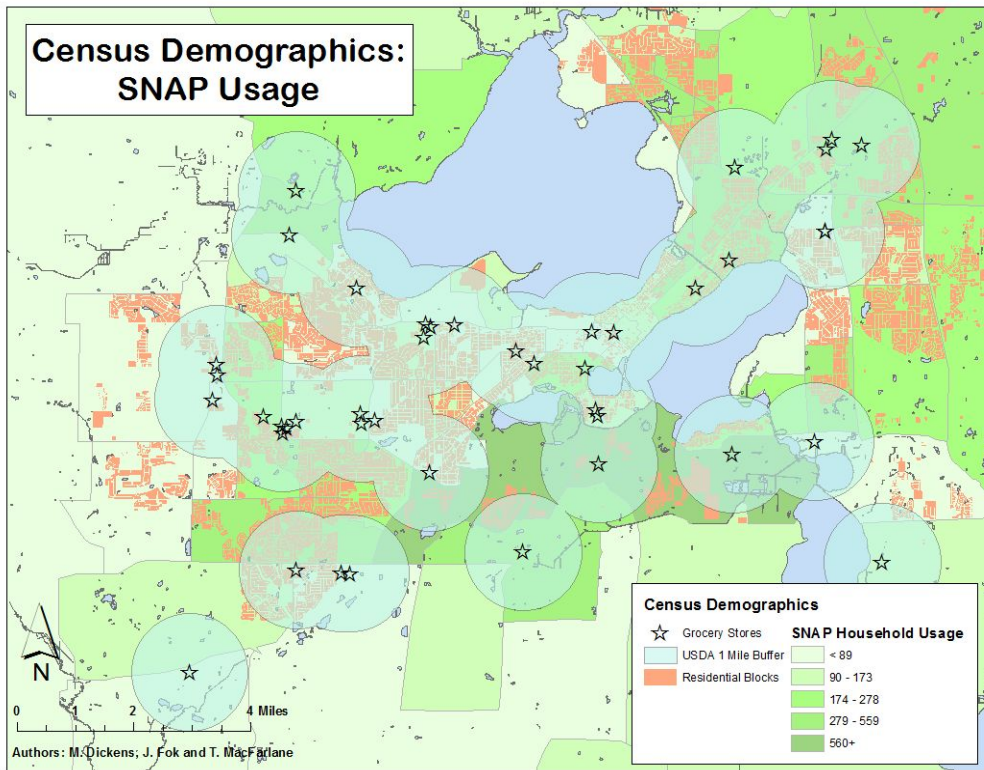 Census Demographics:
SNAP Usage
N
0 1 2 4 Miles
Authors: M. Dickens; J. Fok and T. MacFarlane
Census Demographics
Grocery Stores
USDA 1 Mile Buffer
Residential Blocks
SNAP Household Usage
< 89
90 - 173
174 - 278
279 - 559
560+